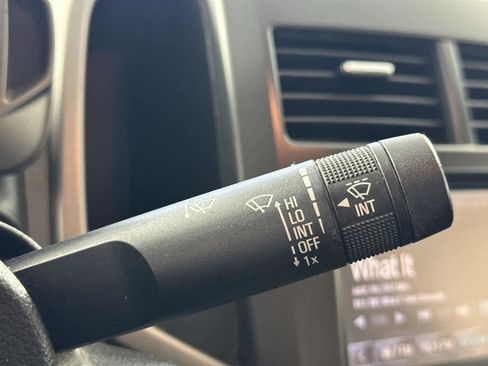 HI
LO
INT
OFF
1x
INT
What It